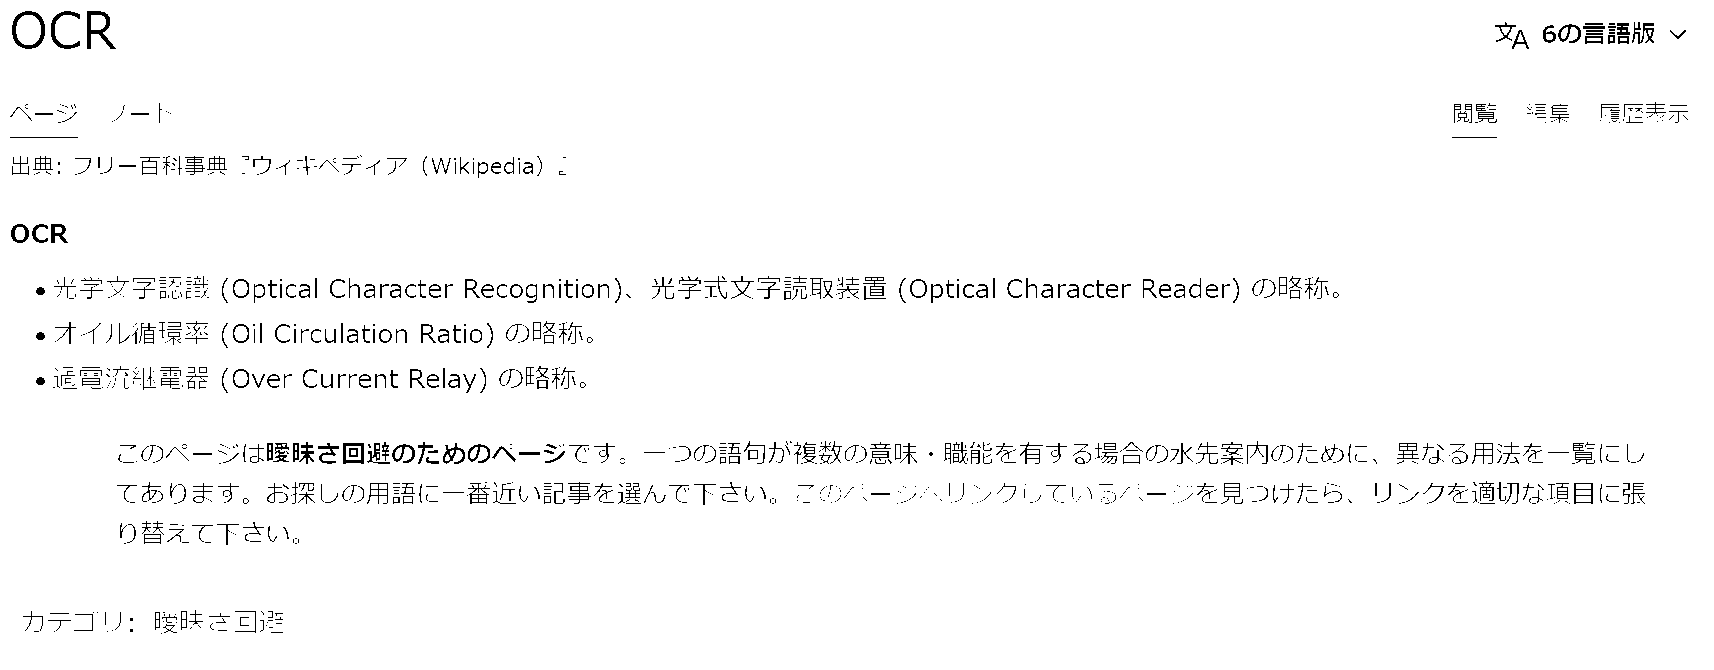 OCR
文A 6の言語版
ページ ノート 閲覧 編集 履歴表示
出典: フリー百科事典『ウィキペディア（Wikipedia）』
OCR
• 光学文字認識 (Optical Character Recognition)、光学式文字読取装置 (Optical Character Reader) の略称。
• オイル循環率 (Oil Circulation Ratio) の略称。
• 過電流継電器 (Over Current Relay) の略称。
このページは曖昧さ回避のためのページです。一つの語句が複数の意味・職能を有する場合の水先案内のために、異なる用法を一覧にし
てあります。お探しの用語に一番近い記事を選んで下さい。このページへリンクしているページを見つけたら、リンクを適切な項目に張
り替えて下さい。
カテゴリ: 曖昧さ回避